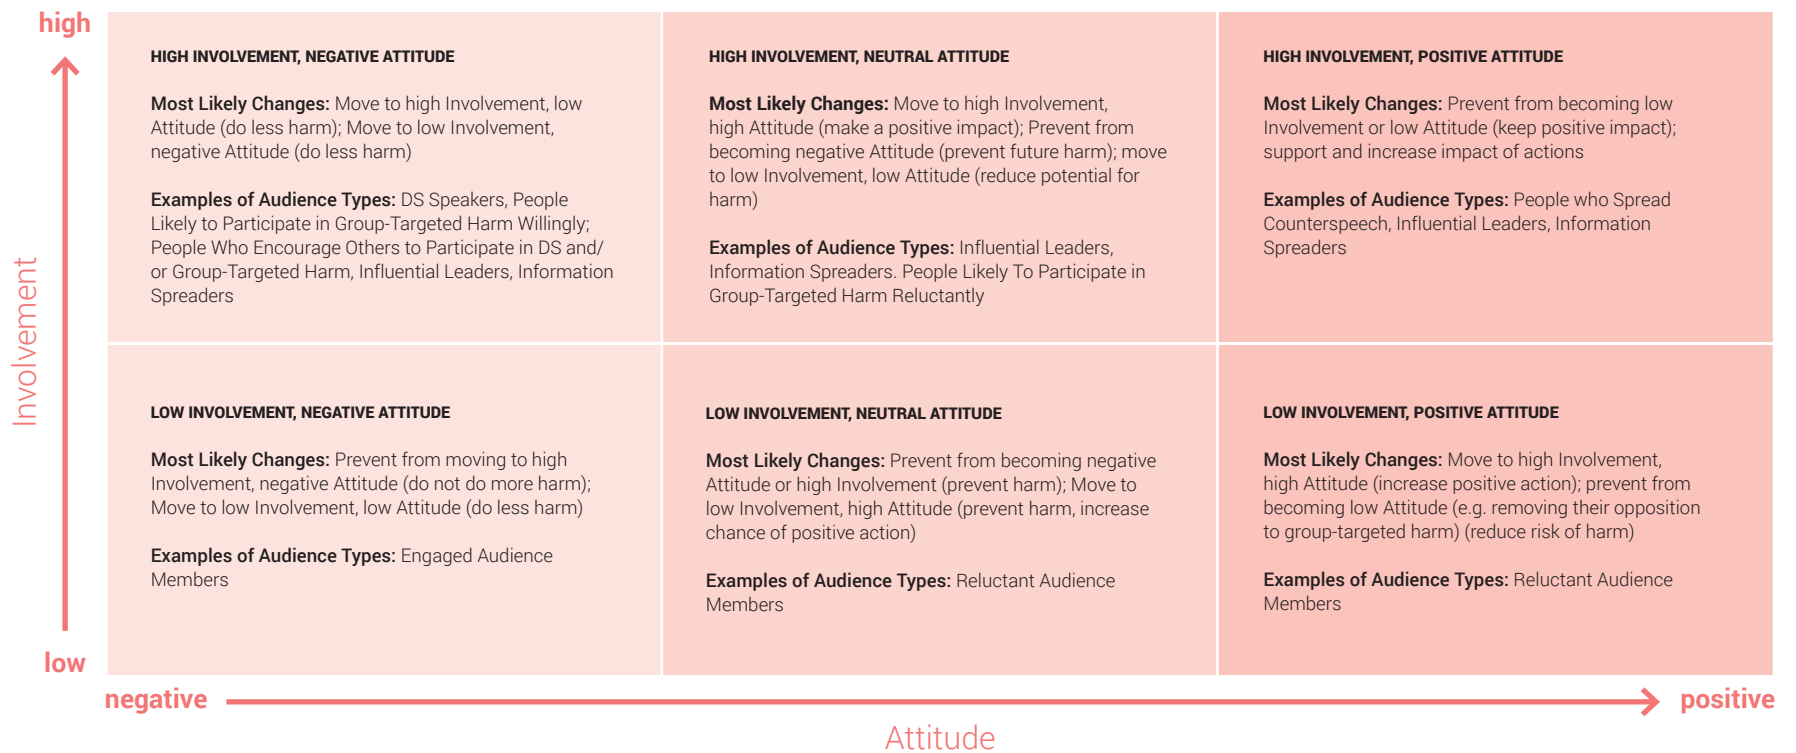 high
HIGH INVOLVEMENT, NEGATIVE ATTITUDE
Most Likely Changes: Move to high Involvement, low
Attitude (do less harm); Move to low Involvement,
negative Attitude (do less harm)
Examples of Audience Types: DS Speakers, People
Likely to Participate in Group-Targeted Harm Willingly;
People Who Encourage Others to Participate in DS and/
or Group-Targeted Harm, Influential Leaders, Information
Spreaders
HIGH INVOLVEMENT, NEUTRAL ATTITUDE
Most Likely Changes: Move to high Involvement,
high Attitude (make a positive impact); Prevent from
becoming negative Attitude (prevent future harm); move
to low Involvement, low Attitude (reduce potential for
harm)
Examples of Audience Types: Influential Leaders,
Information Spreaders. People Likely To Participate in
Group-Targeted Harm Reluctantly
HIGH INVOLVEMENT, POSITIVE ATTITUDE
Most Likely Changes: Prevent from becoming low
Involvement or low Attitude (keep positive impact);
support and increase impact of actions
Examples of Audience Types: People who Spread
Counterspeech, Influential Leaders, Information
Spreaders
Involvement
LOW INVOLVEMENT, NEGATIVE ATTITUDE
Most Likely Changes: Prevent from moving to high
Involvement, negative Attitude (do not do more harm);
Move to low Involvement, low Attitude (do less harm)
Examples of Audience Types: Engaged Audience
Members
LOW INVOLVEMENT, NEUTRAL ATTITUDE
Most Likely Changes: Prevent from becoming negative
Attitude or high Involvement (prevent harm); Move to
low Involvement, high Attitude (prevent harm, increase
chance of positive action)
Examples of Audience Types: Reluctant Audience
Members
LOW INVOLVEMENT, POSITIVE ATTITUDE
Most Likely Changes: Move to high Involvement,
high Attitude (increase positive action); prevent from
becoming low Attitude (e.g. removing their opposition
to group-targeted harm) (reduce risk of harm)
Examples of Audience Types: Reluctant Audience
Members
low
negative
positive
Attitude